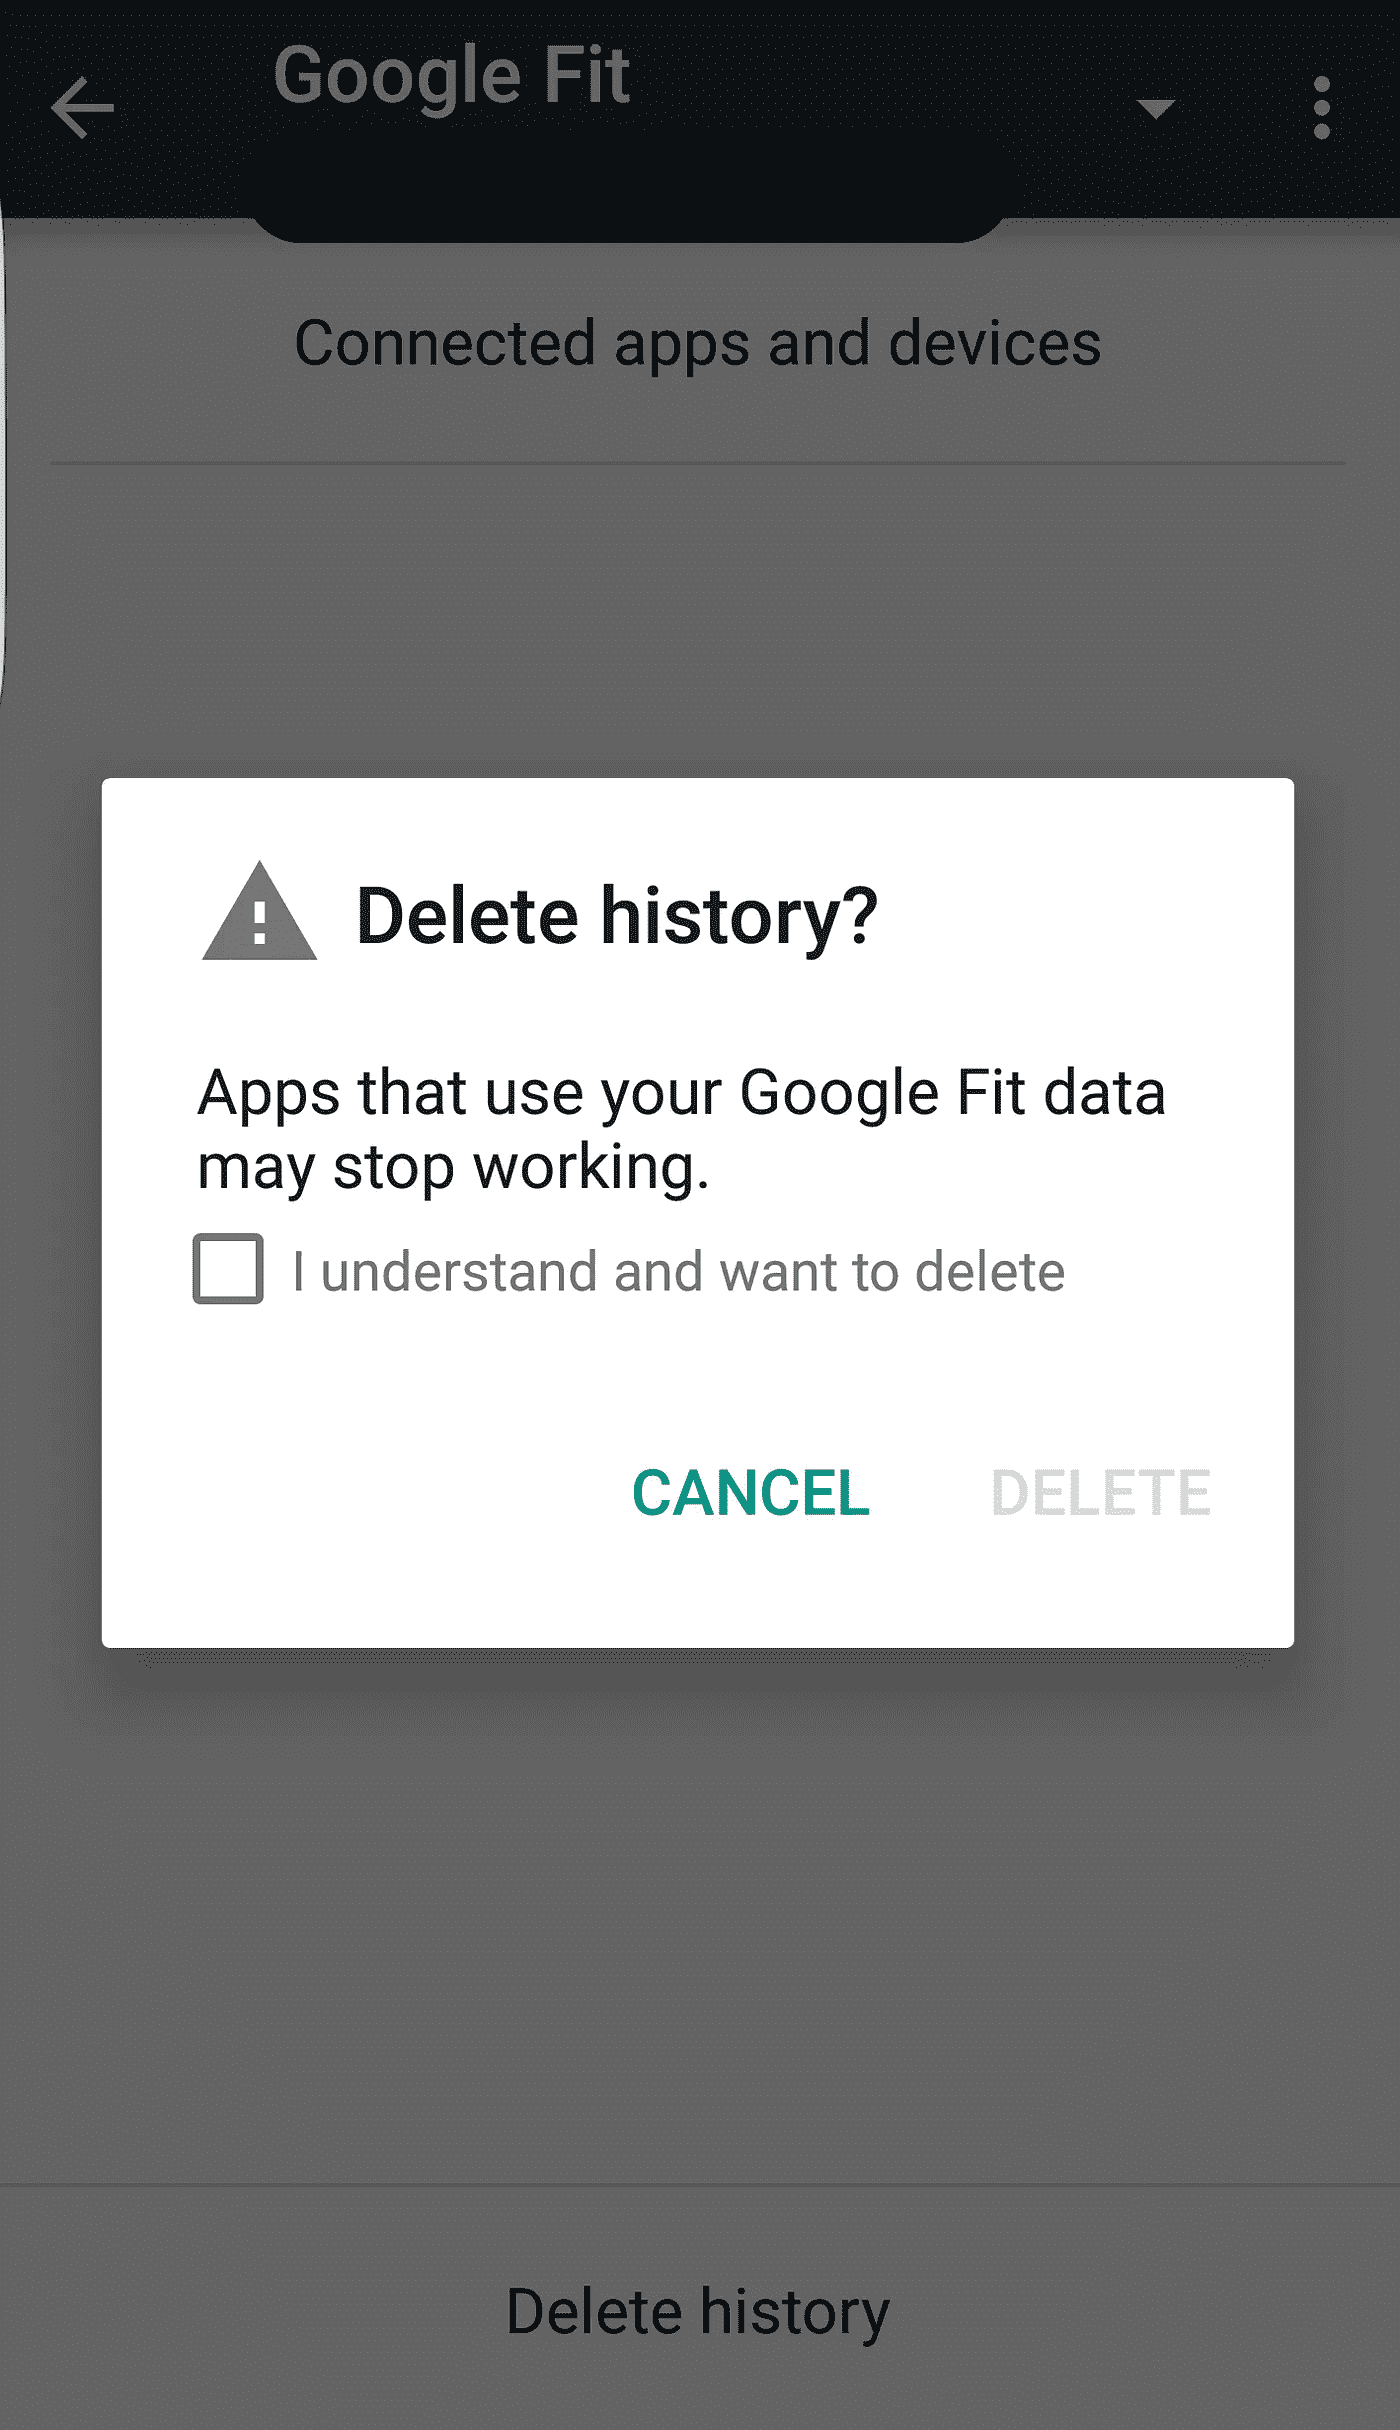 Google Fit
Connected apps and devices
Delete history?
Apps that use your Google Fit data
may stop working.
I understand and want to delete
CANCEL DELETE
Delete history